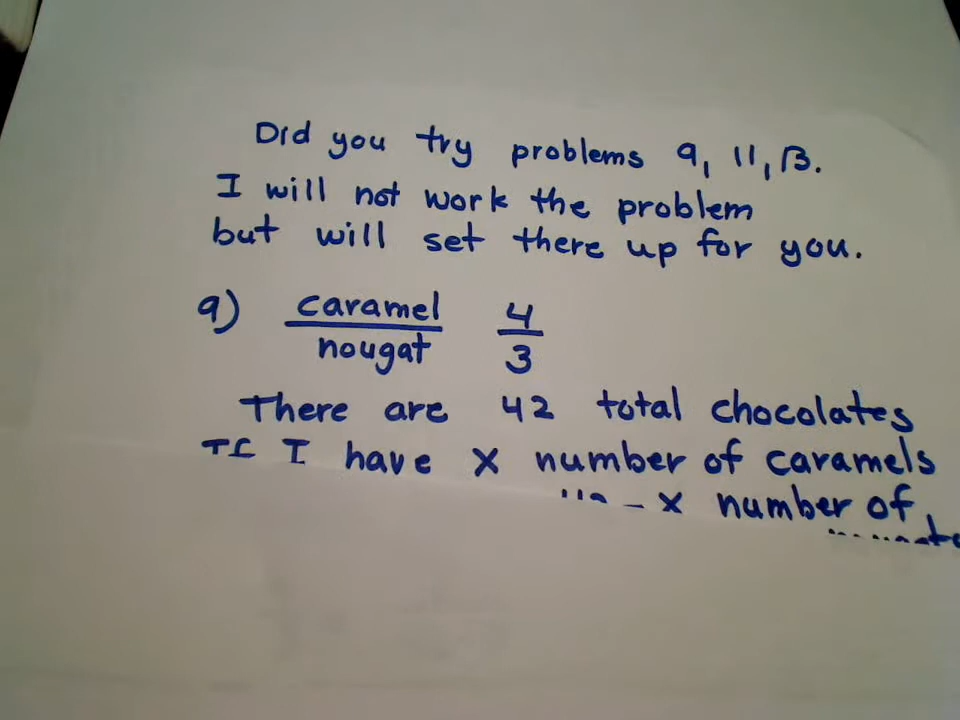 Did you try problems 9, 11, 13.
I will not work the problem
but will set there up for you.
9) caramel 4
nougat 3
There are 42 total chocolates
If I have x number of caramels
- x number of